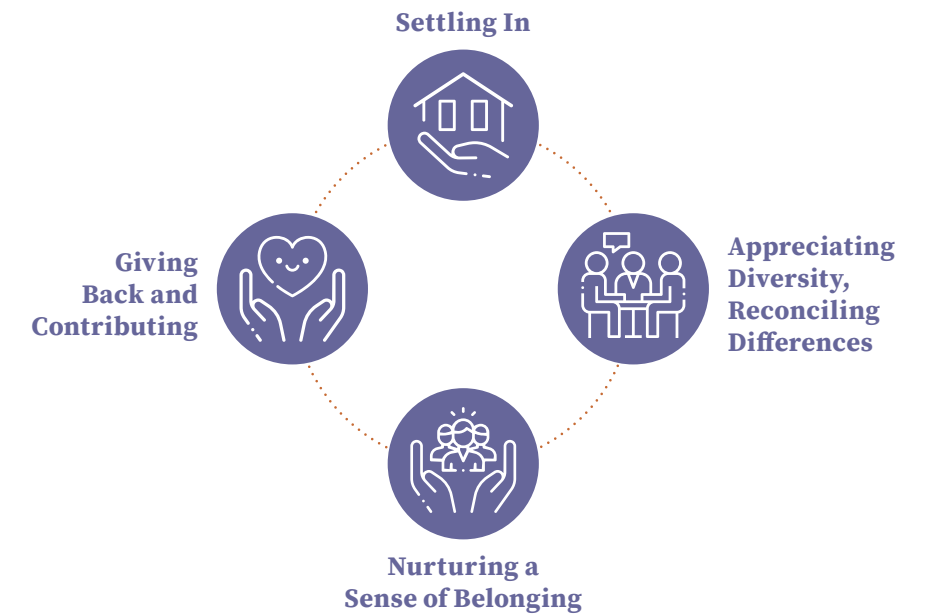 Settling In
Appreciating
Diversity,
Reconciling
Differences
Nurturing a
Sense of Belonging
Giving
Back and
Contributing